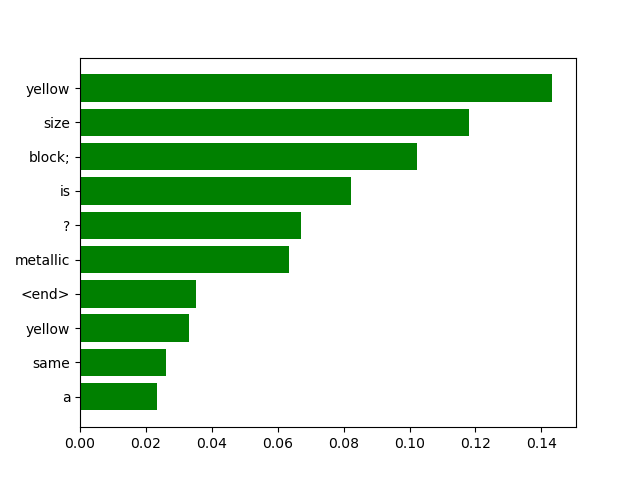 yellow
size
block;
is
?
metallic
<end>
yellow
same
a
0.00 0.02 0.04 0.06 0.08 0.10 0.12 0.14